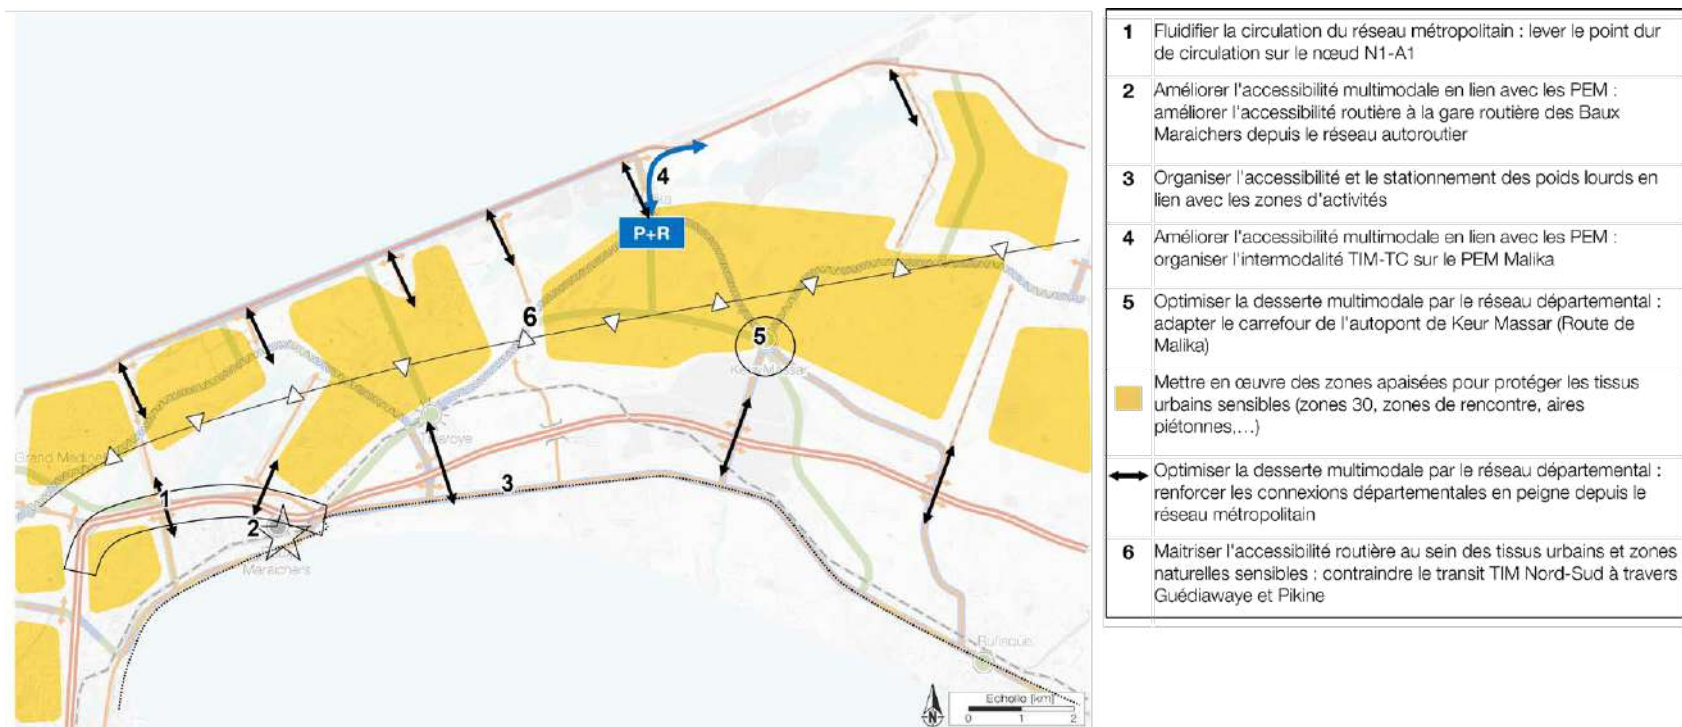 4
P+R
6
5
Keur Massar
Thiaroye
Grand Médine
1
3
2
Maraichers
Rufisque
N
Echelle [km]
0 1 2
1 Fluidifier la circulation du réseau métropolitain : lever le point dur
de circulation sur le nœud N1-A1
2 Améliorer l'accessibilité multimodale en lien avec les PEM :
améliorer l'accessibilité routière à la gare routière des Baux
Maraichers depuis le réseau autoroutier
3 Organiser l'accessibilité et le stationnement des poids lourds en
lien avec les zones d'activités
4 Améliorer l'accessibilité multimodale en lien avec les PEM :
organiser l'intermodalité TIM-TC sur le PEM Malika
5 Optimiser la desserte multimodale par le réseau départemental :
adapter le carrefour de l'autopont de Keur Massar (Route de
Malika)
Mettre en œuvre des zones apaisées pour protéger les tissus
urbains sensibles (zones 30, zones de rencontre, aires
piétonnes,…)
Optimiser la desserte multimodale par le réseau départemental :
renforcer les connexions départementales en peigne depuis le
réseau métropolitain
6 Maitriser l'accessibilité routière au sein des tissus urbains et zones
naturelles sensibles : contraindre le transit TIM Nord-Sud à travers
Guédiawaye et Pikine